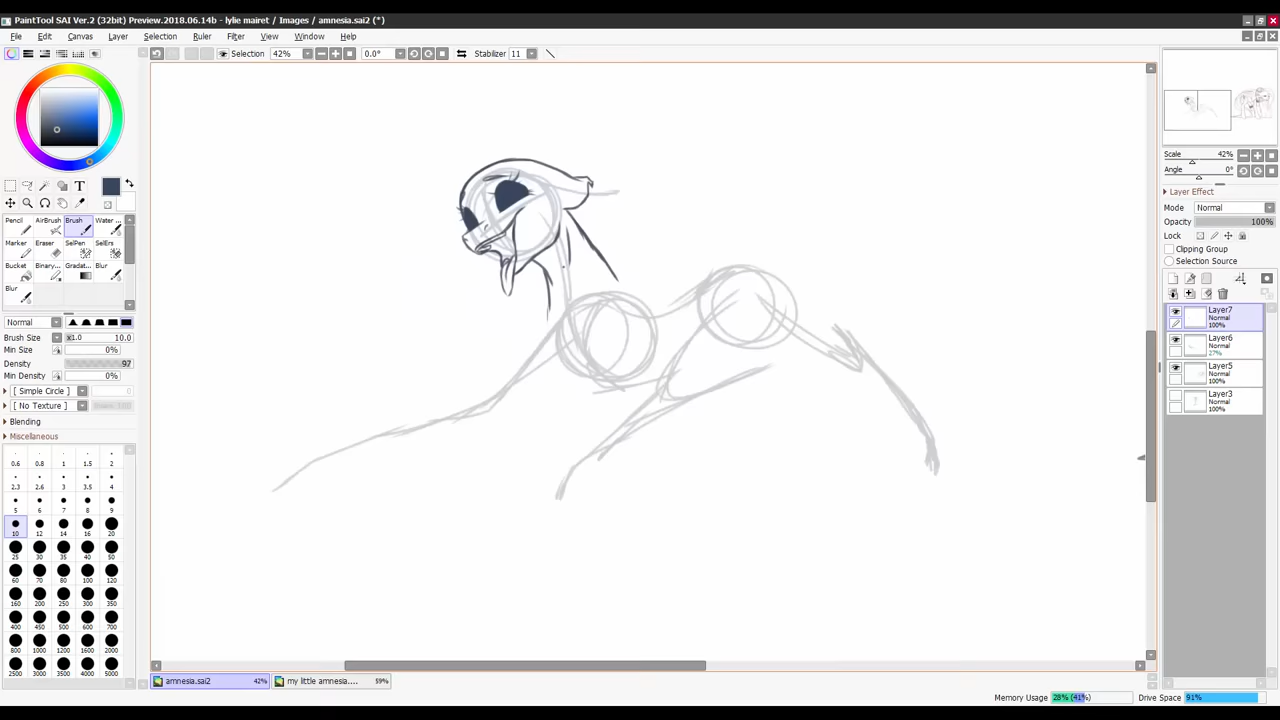 PaintTool SAI Ver.2 (32bit) Preview.2018.06.14b - lylie mairet / Images / amnesia.sai2 (*)
File Edit Canvas Layer Selection Ruler Filter View Window Help
Selection 42% 0.0° Stabilizer 11
T
Pencil AirBrush Brush Water ...
Marker Eraser SelPen SelErs
Bucket Binary... Gradat... Blur
Blur
Normal
Brush Size x1.0 10.0
Min Size 0%
Density 97
Min Density 0%
[ Simple Circle ]
[ No Texture ]
Blending
Miscellaneous
0.6 0.8 1 1.5 2
2.3 2.6 3 3.5 4
5 6 7 8 9
10 12 14 16 20
25 30 35 40 50
60 70 80 100 120
160 200 250 300 350
400 450 500 600 700
800 1000 1200 1400 1600
2000 2500 3000 3500 4000 5000
Scale 42%
Angle 0°
Layer Effect
Mode Normal
Opacity 100%
Lock
Clipping Group
Selection Source
Layer7
Normal
100%
Layer6
Normal
27%
Layer5
Normal
100%
Layer3
Normal
100%
amnesia.sai2 42% my little amnesia.... 59%
Memory Usage 28% (41%) Drive Space 91%